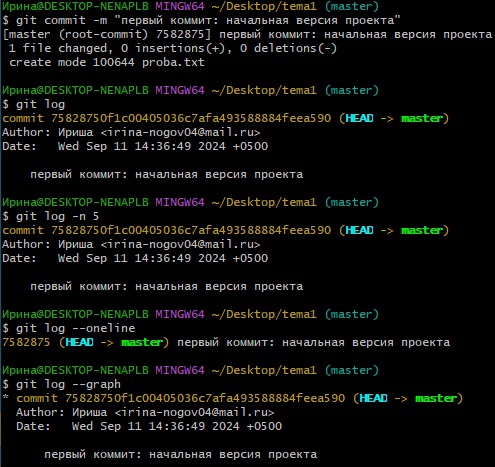 Ирина@DESKTOP-NENAPLB MINGW64 ~/Desktop/tema1 (master)
$ git commit -m "первый коммит: начальная версия проекта"
[master (root-commit) 7582875] первый коммит: начальная версия проекта
1 file changed, 0 insertions(+), 0 deletions(-)
create mode 100644 proba.txt
Ирина@DESKTOP-NENAPLB MINGW64 ~/Desktop/tema1 (master)
$ git log
commit 75828750f1c00405036c7afa493588884feea590 (HEAD -> master)
Author: Ириша <irina-nogov04@mail.ru>
Date: Wed Sep 11 14:36:49 2024 +0500
первый коммит: начальная версия проекта
Ирина@DESKTOP-NENAPLB MINGW64 ~/Desktop/tema1 (master)
$ git log -n 5
commit 75828750f1c00405036c7afa493588884feea590 (HEAD -> master)
Author: Ириша <irina-nogov04@mail.ru>
Date: Wed Sep 11 14:36:49 2024 +0500
первый коммит: начальная версия проекта
Ирина@DESKTOP-NENAPLB MINGW64 ~/Desktop/tema1 (master)
$ git log --oneline
7582875 (HEAD -> master) первый коммит: начальная версия проекта
Ирина@DESKTOP-NENAPLB MINGW64 ~/Desktop/tema1 (master)
$ git log --graph
* commit 75828750f1c00405036c7afa493588884feea590 (HEAD -> master)
Author: Ириша <irina-nogov04@mail.ru>
Date: Wed Sep 11 14:36:49 2024 +0500
первый коммит: начальная версия проекта